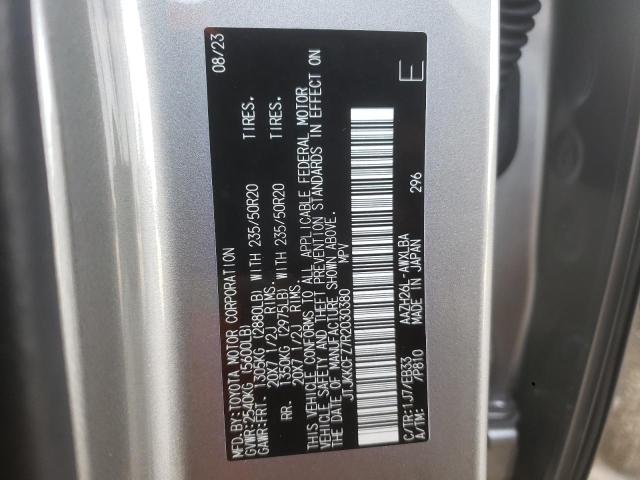 MFD.BY: TOYOTA MOTOR CORPORATION 08/23
GVWR:2540KG (5600LB)
GAWR:FRT. 1305KG (2880LB) WITH 235/50R20 TIRES.
20X7 1/2J RIMS.
RR. 1350KG (2975LB) WITH 235/50R20 TIRES.
20X7 1/2J RIMS.
THIS VEHICLE CONFORMS TO ALL APPLICABLE FEDERAL MOTOR
VEHICLE SAFETY AND THEFT PREVENTION STANDARDS IN EFFECT ON
THE DATE OF MANUFACTURE SHOWN ABOVE.
JTJKKCFZ7R2030380 MPV
C/TR:1J7/EB33 AAZH26L-AWXLBA
A/TM: /P810 MADE IN JAPAN 296 E